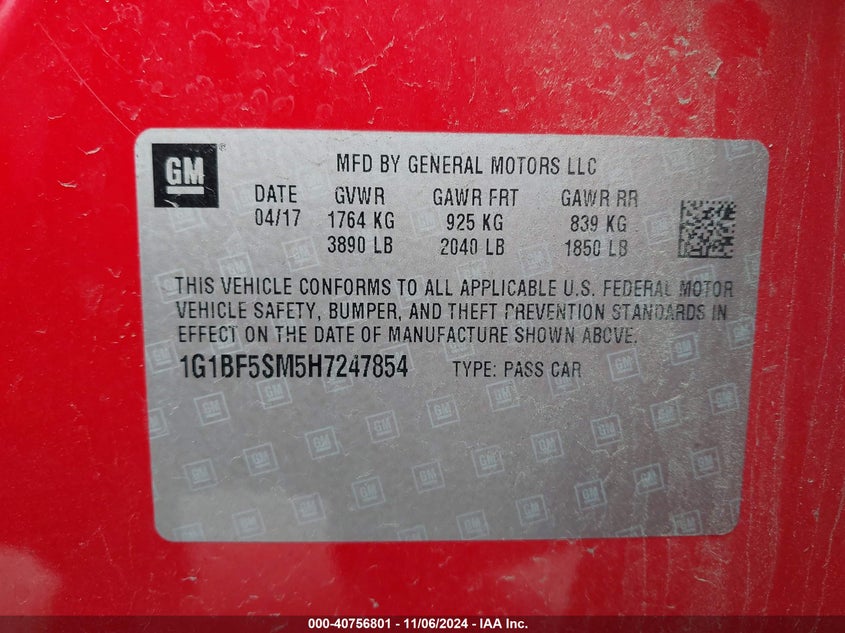 GM
MFD BY GENERAL MOTORS LLC
DATE GVWR GAWR FRT GAWR RR
04/17 1764 KG 925 KG 839 KG
3890 LB 2040 LB 1850 LB
THIS VEHICLE CONFORMS TO ALL APPLICABLE U.S. FEDERAL MOTOR
VEHICLE SAFETY, BUMPER, AND THEFT PREVENTION STANDARDS IN
EFFECT ON THE DATE OF MANUFACTURE SHOWN ABOVE.
1G1BF5SM5H7247854 TYPE: PASS CAR
000-40756801 - 11/06/2024 - IAA Inc.